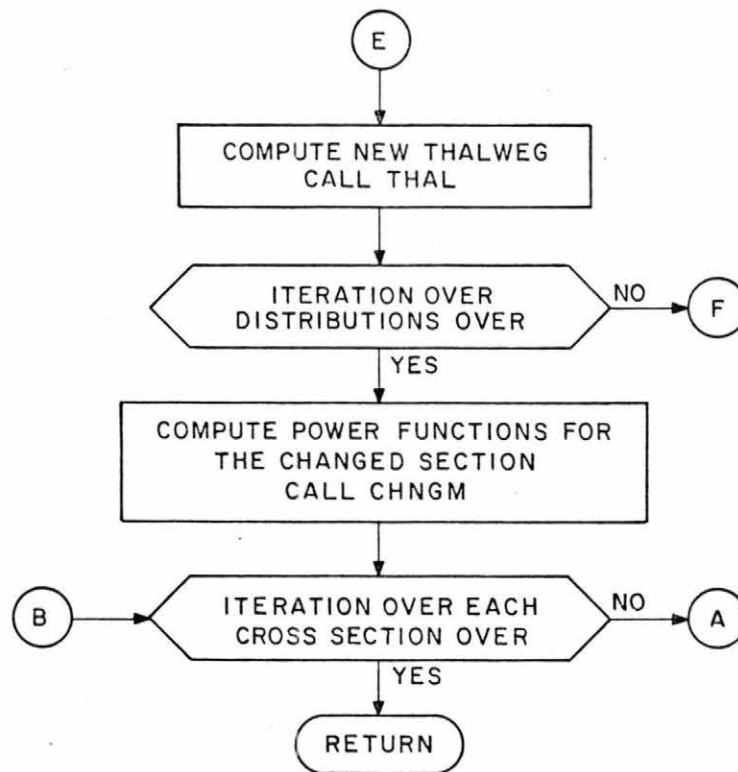 E
COMPUTE NEW THALWEG
CALL THAL
ITERATION OVER
DISTRIBUTIONS OVER
NO
F
YES
COMPUTE POWER FUNCTIONS FOR
THE CHANGED SECTION
CALL CHNGM
B
ITERATION OVER EACH
CROSS SECTION OVER
NO
A
YES
RETURN